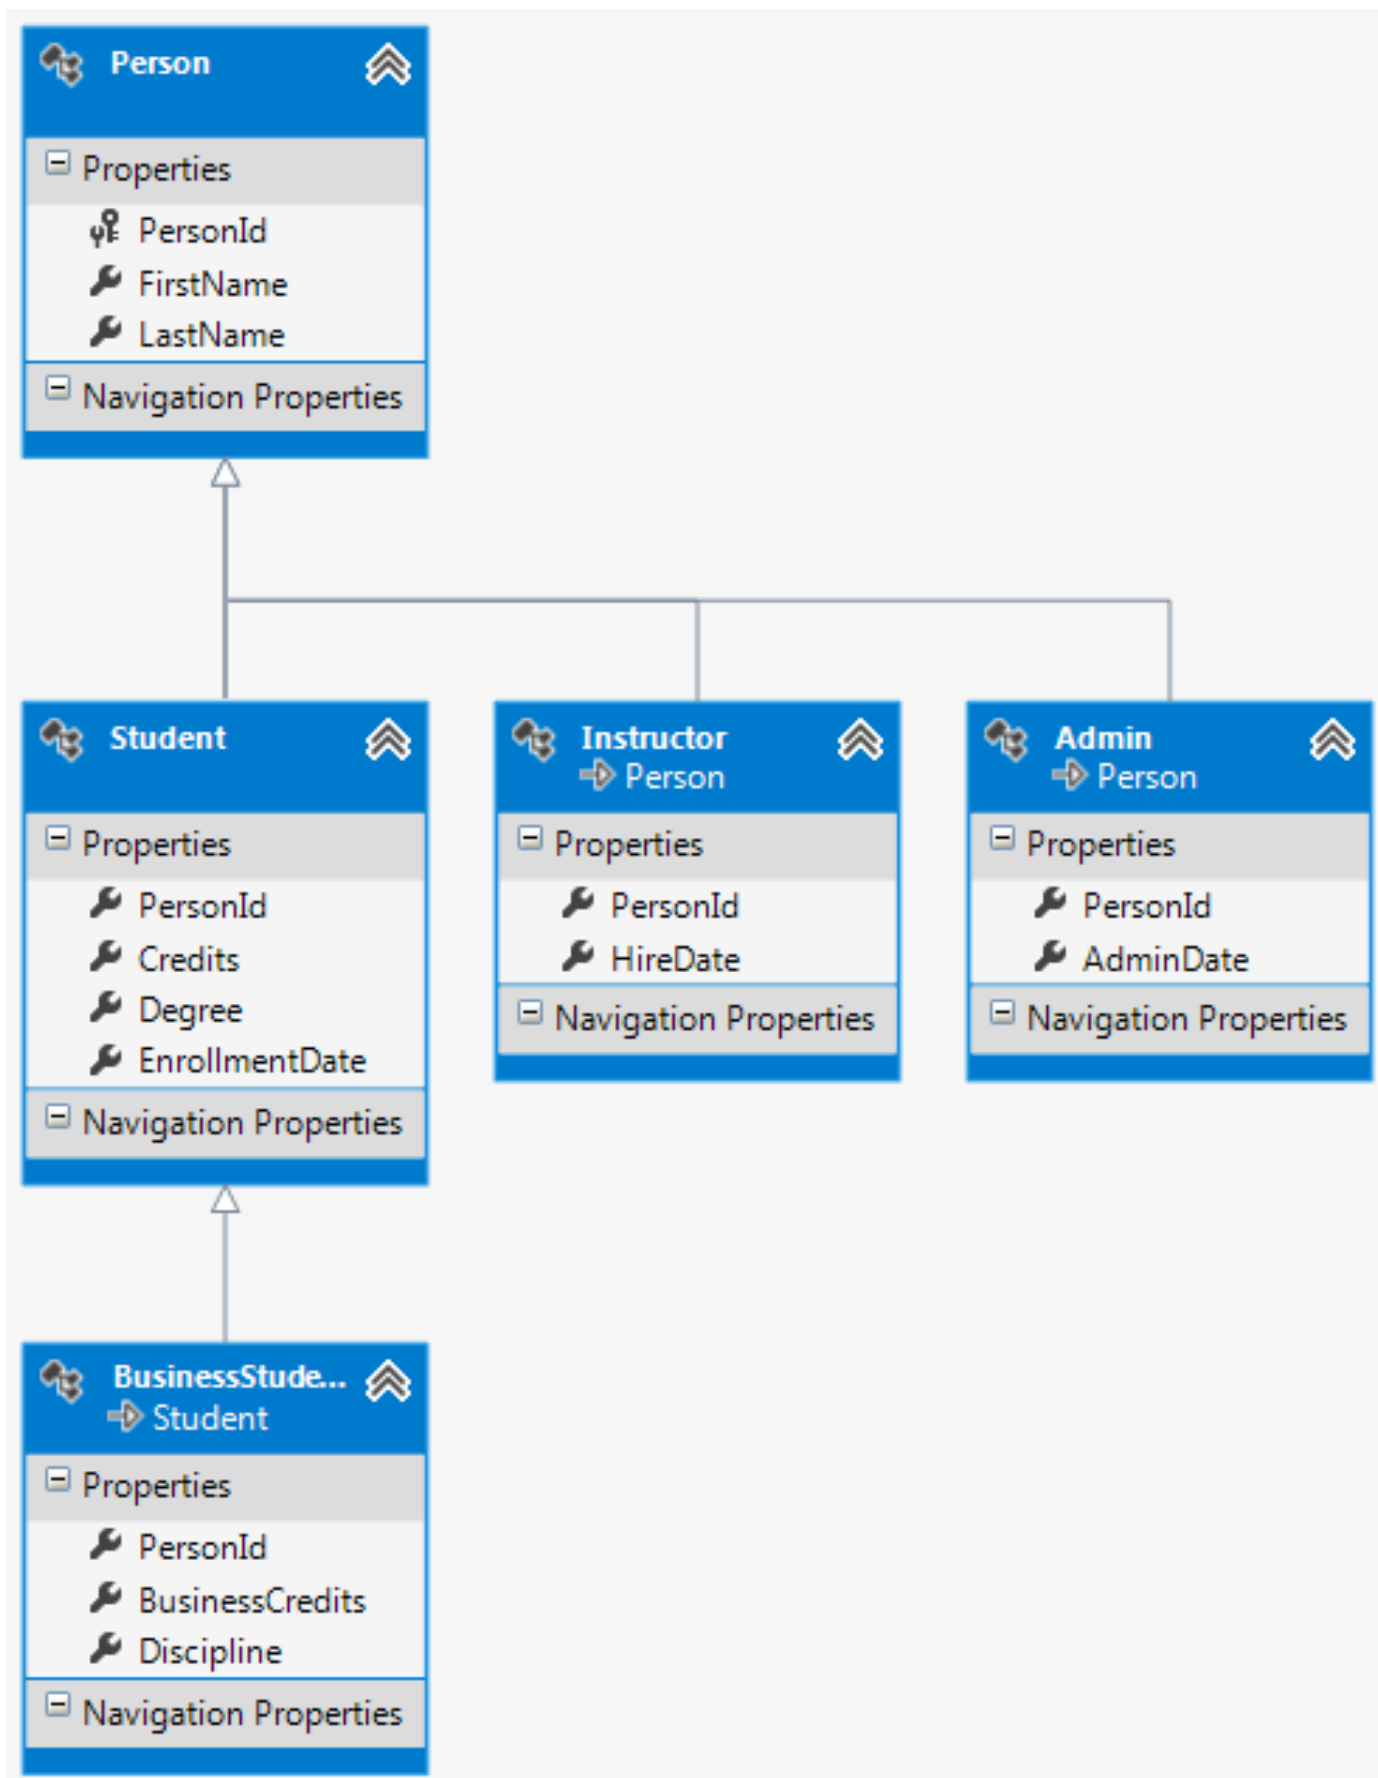 Person
Properties
PersonId
FirstName
LastName
Navigation Properties
Student
Properties
PersonId
Credits
Degree
EnrollmentDate
Navigation Properties
Instructor
Person
Properties
PersonId
HireDate
Navigation Properties
Admin
Person
Properties
PersonId
AdminDate
Navigation Properties
BusinessStude...
Student
Properties
PersonId
BusinessCredits
Discipline
Navigation Properties